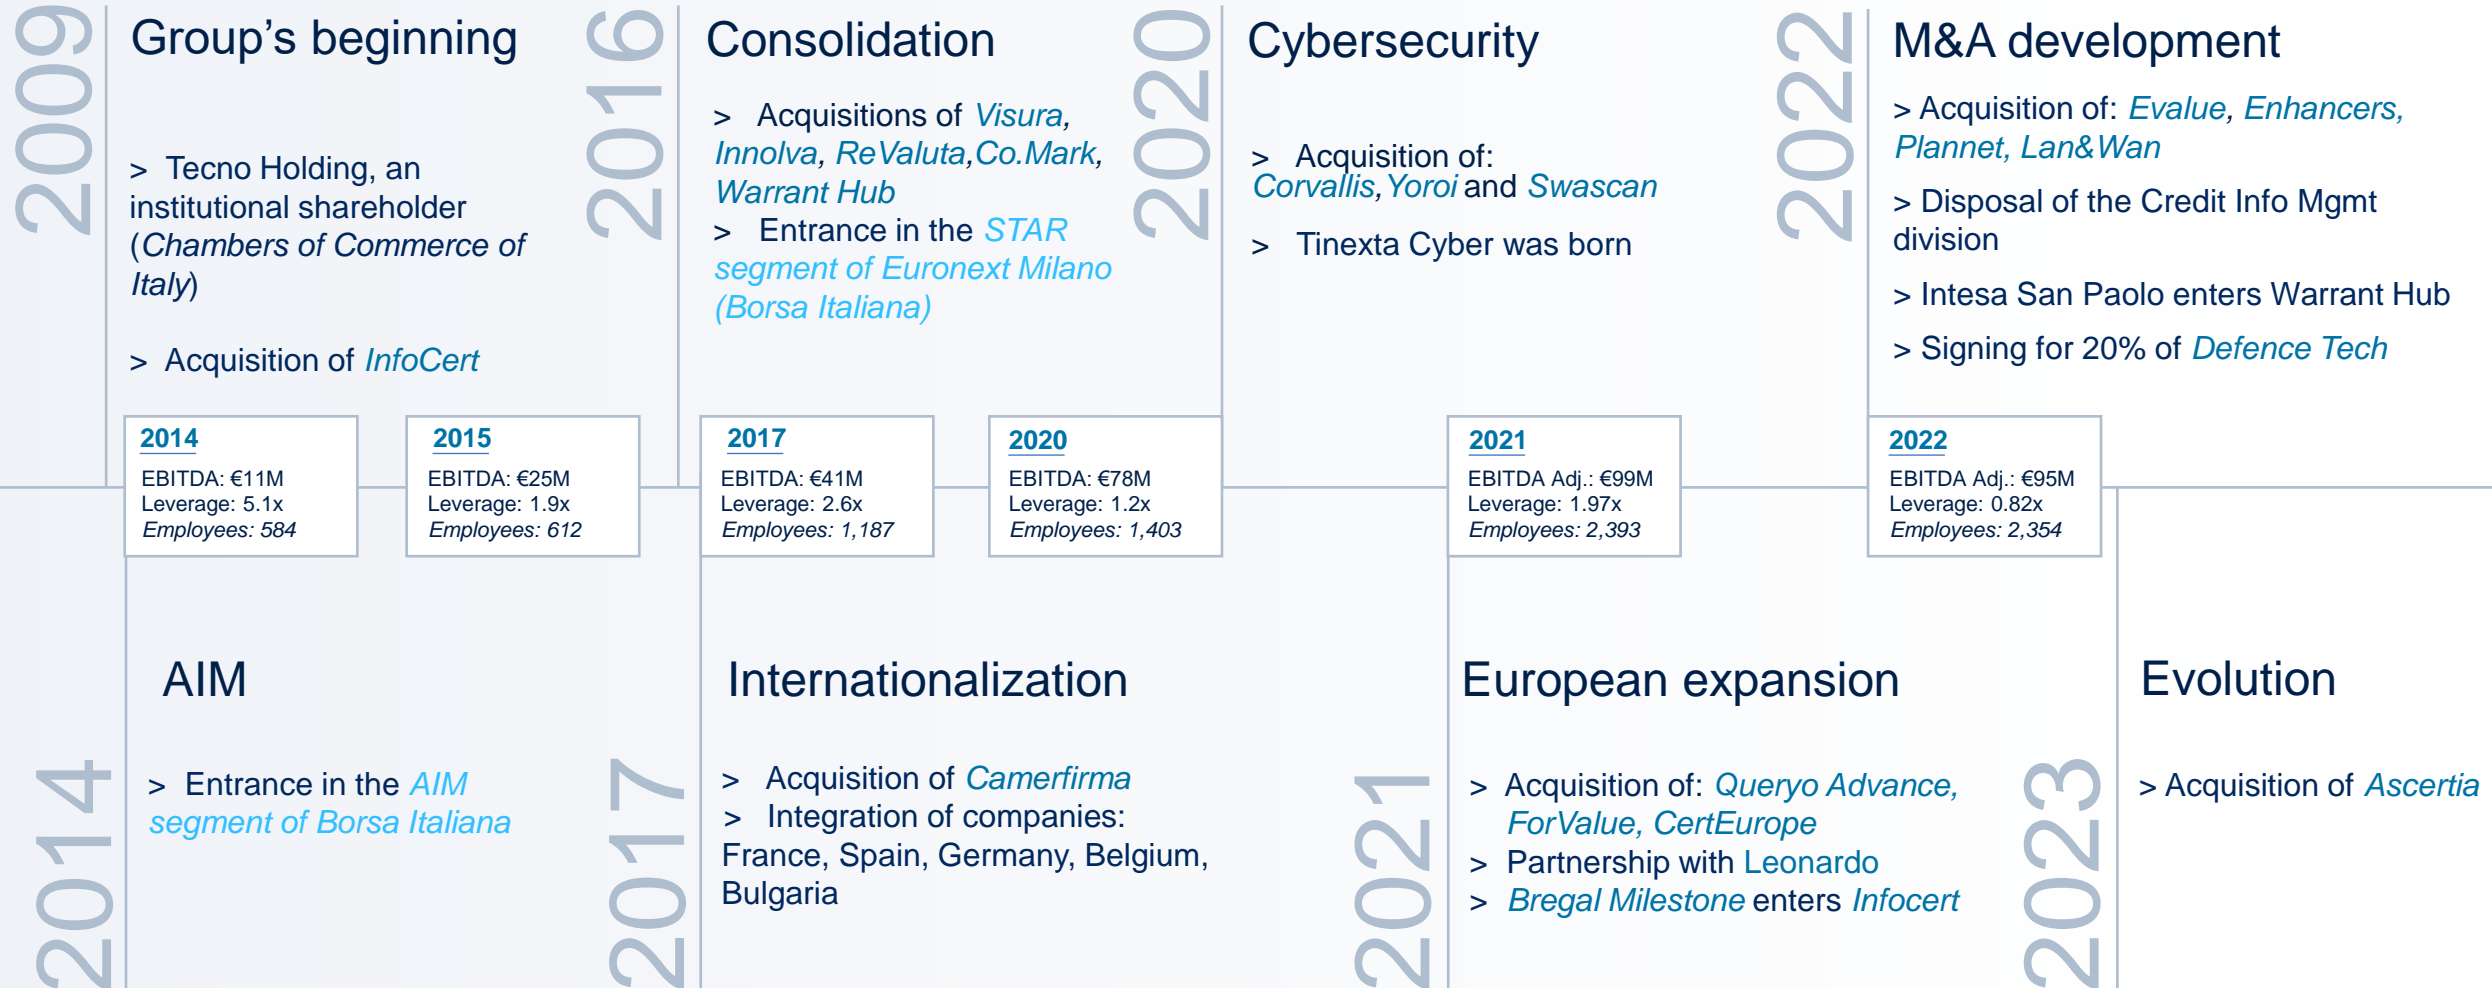 2009
Group's beginning
> Tecno Holding, an
institutional shareholder
(Chambers of Commerce of
Italy)
> Acquisition of InfoCert
2016
Consolidation
> Acquisitions of Visura,
Innolva, ReValuta,Co.Mark,
Warrant Hub
> Entrance in the STAR
segment of Euronext Milano
(Borsa Italiana)
2020
Cybersecurity
> Acquisition of:
Corvallis,Yoroi and Swascan
> Tinexta Cyber was born
2022
M&A development
> Acquisition of: Evalue, Enhancers,
Plannet, Lan&Wan
> Disposal of the Credit Info Mgmt
division
> Intesa San Paolo enters Warrant Hub
> Signing for 20% of Defence Tech
2014
EBITDA: €11M
Leverage: 5.1x
Employees: 584
2015
EBITDA: €25M
Leverage: 1.9x
Employees: 612
2017
EBITDA: €41M
Leverage: 2.6x
Employees: 1,187
2020
EBITDA: €78M
Leverage: 1.2x
Employees: 1,403
2021
EBITDA Adj.: €99M
Leverage: 1.97x
Employees: 2,393
2022
EBITDA Adj.: €95M
Leverage: 0.82x
Employees: 2,354
2014
AIM
> Entrance in the AIM
segment of Borsa Italiana
2017
Internationalization
> Acquisition of Camerfirma
> Integration of companies:
France, Spain, Germany, Belgium,
Bulgaria
2021
European expansion
> Acquisition of: Queryo Advance,
ForValue, CertEurope
> Partnership with Leonardo
> Bregal Milestone enters Infocert
2023
Evolution
> Acquisition of Ascertia